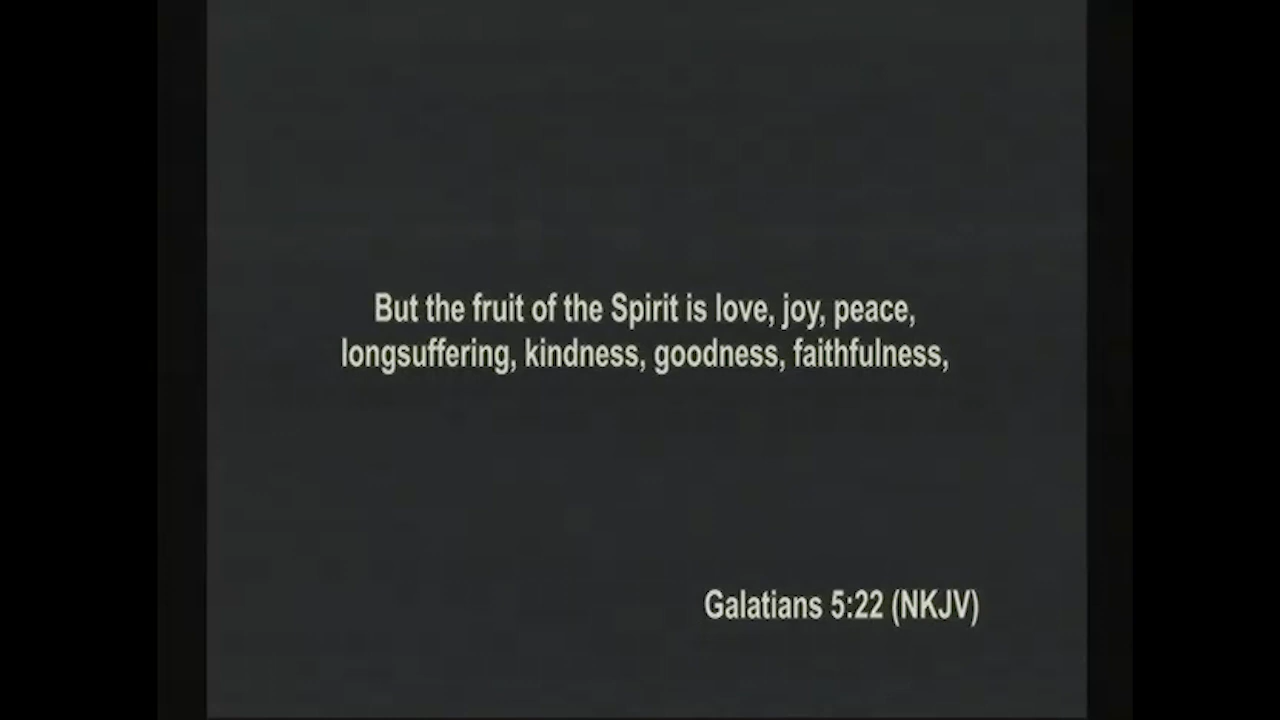 But the fruit of the Spirit is love, joy, peace,
longsuffering, kindness, goodness, faithfulness,
Galatians 5:22 (NKJV)